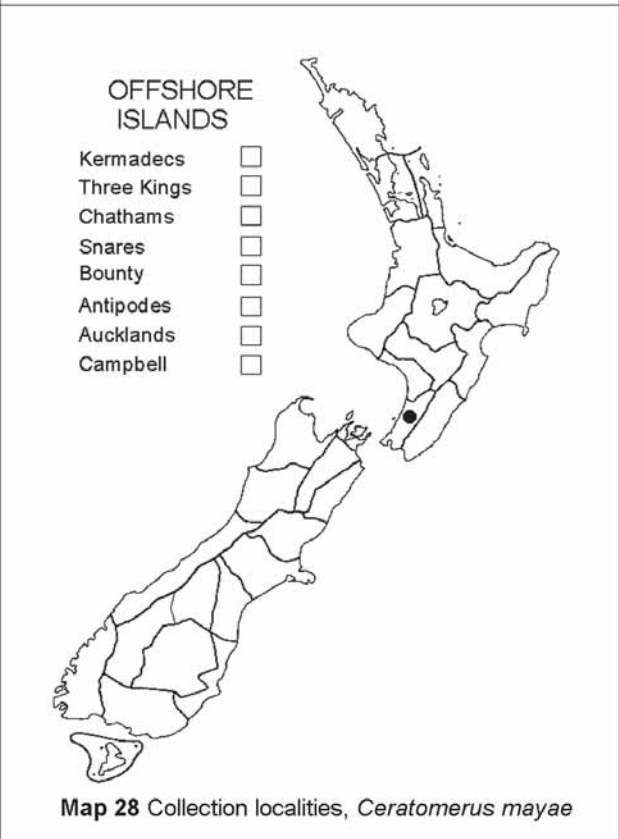 OFFSHORE
ISLANDS
Kermadecs
Three Kings
Chathams
Snares
Bounty
Antipodes
Aucklands
Campbell
Map 28 Collection localities, Ceratomerus mayae